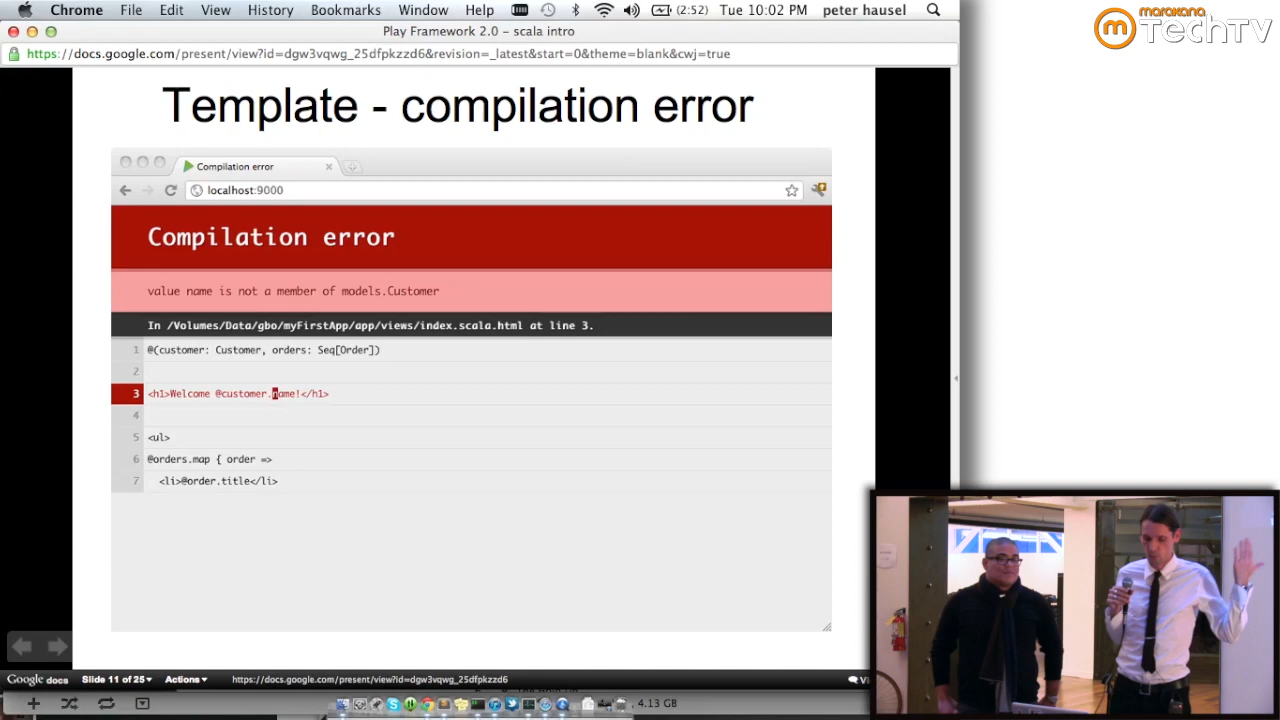 Chrome File Edit View History Bookmarks Window Help (2:52) Tue 10:02 PM peter hausel
marakana
TechTV
Play Framework 2.0 - scala intro
https://docs.google.com/present/view?id=dgw3vqwg_25dfpkzzd6&revision=_latest&start=0&theme=blank&cwj=true
Template - compilation error
Compilation error
localhost:9000
Compilation error
value name is not a member of models.Customer
In /Volumes/Data/gbo/myFirstApp/app/views/index.scala.html at line 3.
1 @(customer: Customer, orders: Seq[Order])
2
3 <h1>Welcome @customer.name!</h1>
4
5 <ul>
6 @orders.map { order =>
7 <li>@order.title</li>
Google docs Slide 11 of 25 Actions https://docs.google.com/present/view?id=dgw3vqwg_25dfpkzzd6 Vi
4.13 GB